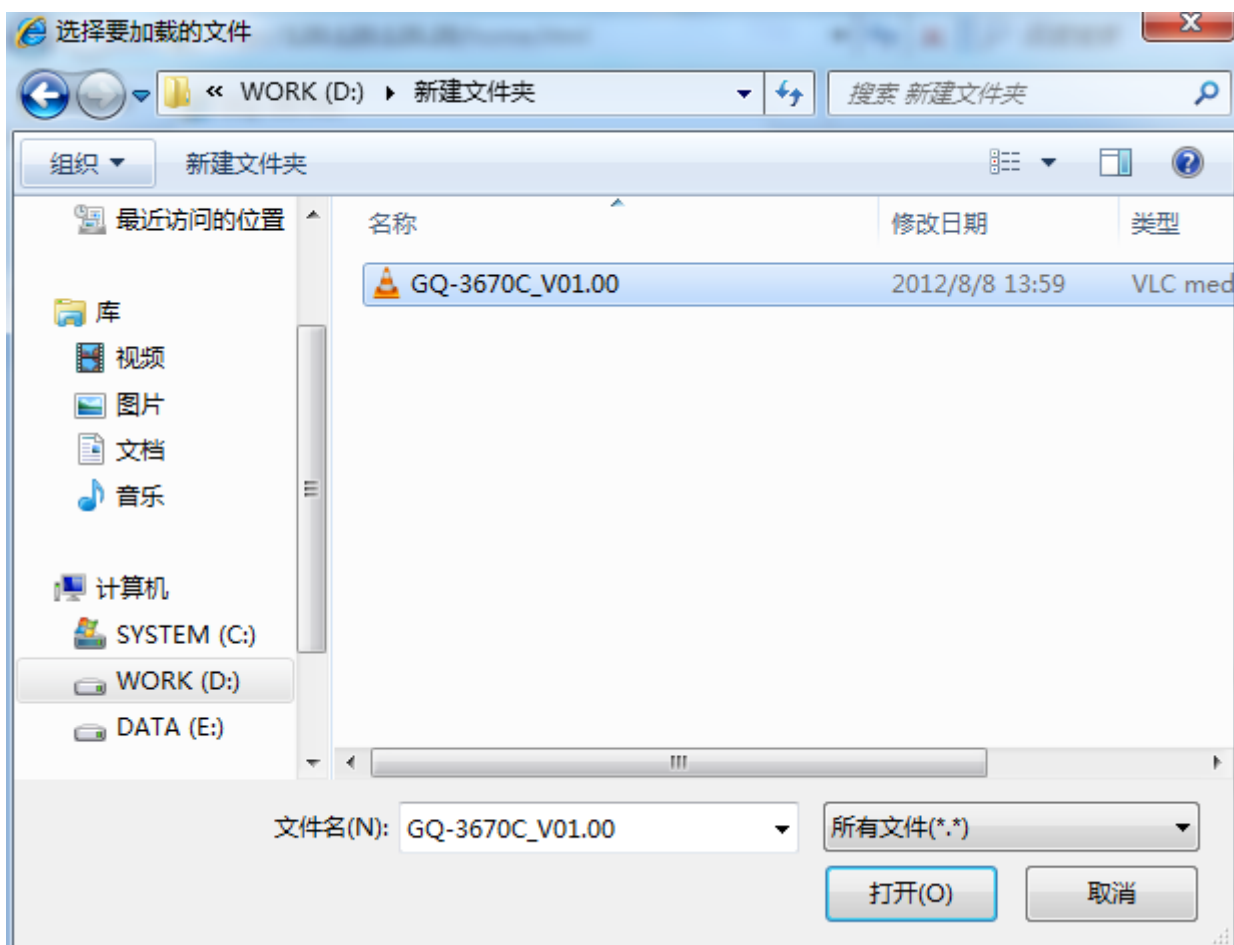 选择要加载的文件
« WORK (D:) ▸ 新建文件夹
搜索 新建文件夹
组织 新建文件夹
最近访问的位置
名称 修改日期 类型
GQ-3670C_V01.00 2012/8/8 13:59 VLC med
库
视频
图片
文档
音乐
计算机
SYSTEM (C:)
WORK (D:)
DATA (E:)
文件名(N): GQ-3670C_V01.00 所有文件(*.*)
打开(O) 取消